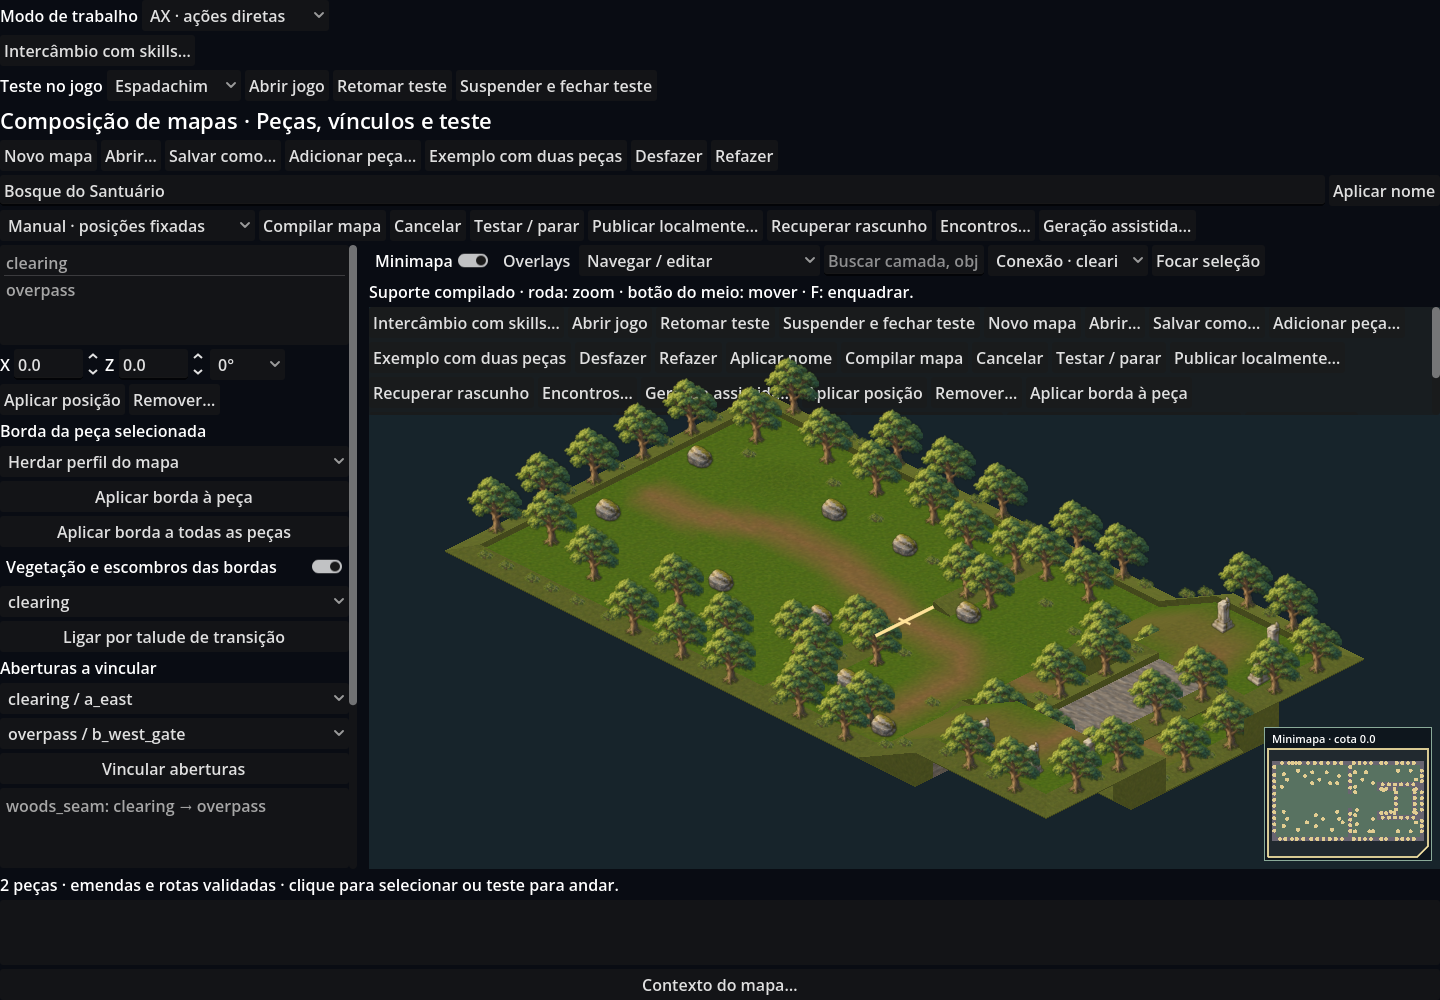 Modo de trabalho AX · ações diretas
Intercâmbio com skills...
Teste no jogo Espadachim Abrir jogo Retomar teste Suspender e fechar teste
Composição de mapas · Peças, vínculos e teste
Novo mapa Abrir... Salvar como... Adicionar peça... Exemplo com duas peças Desfazer Refazer
Bosque do Santuário Aplicar nome
Manual · posições fixadas Compilar mapa Cancelar Testar / parar Publicar localmente... Recuperar rascunho Encontros... Geração assistida...
clearing
overpass
X 0.0 Z 0.0 0°
Aplicar posição Remover...
Borda da peça selecionada
Herdar perfil do mapa
Aplicar borda à peça
Aplicar borda a todas as peças
Vegetação e escombros das bordas
clearing
Ligar por talude de transição
Aberturas a vincular
clearing / a_east
overpass / b_west_gate
Vincular aberturas
woods_seam: clearing → overpass
Minimapa Overlays Navegar / editar Buscar camada, obj Conexão · cleari Focar seleção
Suporte compilado · roda: zoom · botão do meio: mover · F: enquadrar.
Intercâmbio com skills... Abrir jogo Retomar teste Suspender e fechar teste Novo mapa Abrir... Salvar como... Adicionar peça...
Exemplo com duas peças Desfazer Refazer Aplicar nome Compilar mapa Cancelar Testar / parar Publicar localmente...
Recuperar rascunho Encontros... plicar posição Remover... Aplicar borda à peça
Minimapa · cota 0.0
2 peças · emendas e rotas validadas · clique para selecionar ou teste para andar.
Contexto do mapa...